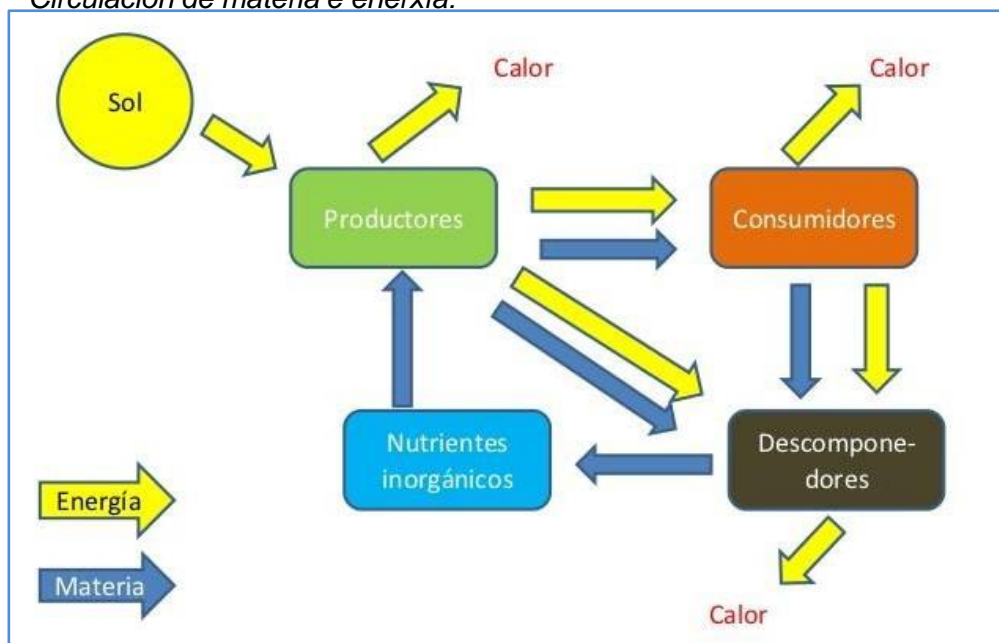 Circulación de materia e enerxía.
Calor
Calor
Sol
Productores
Consumidores
Nutrientes
inorgánicos
Descompone-
dores
Energía
Materia
Calor